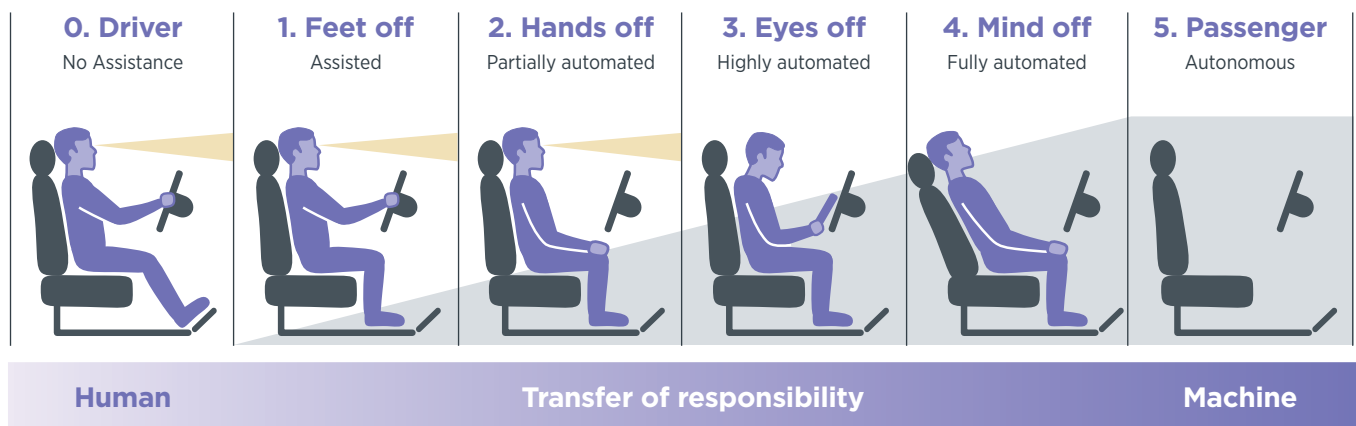 0. Driver
No Assistance
1. Feet off
Assisted
2. Hands off
Partially automated
3. Eyes off
Highly automated
4. Mind off
Fully automated
5. Passenger
Autonomous
Human
Transfer of responsibility
Machine